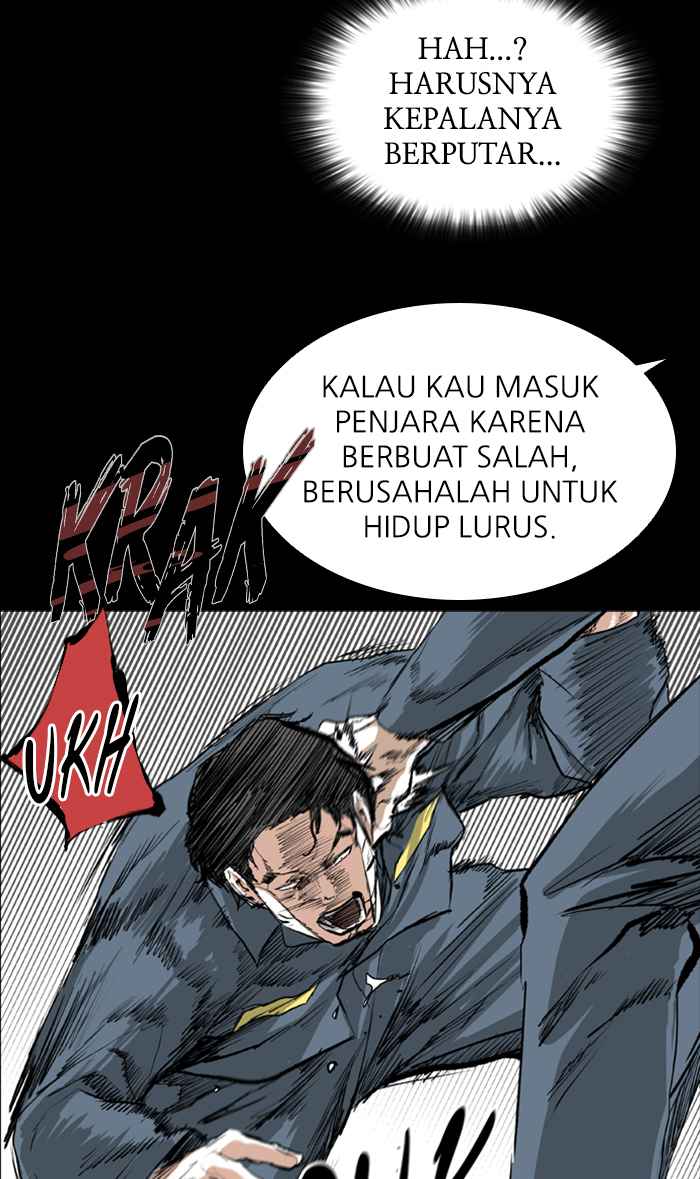 HAH...?
HARUSNYA
KEPALANYA
BERPUTAR...
KALAU KAU MASUK
PENJARA KARENA
BERBUAT SALAH,
BERUSAHALAH UNTUK
HIDUP LURUS.
KRAK
UKH